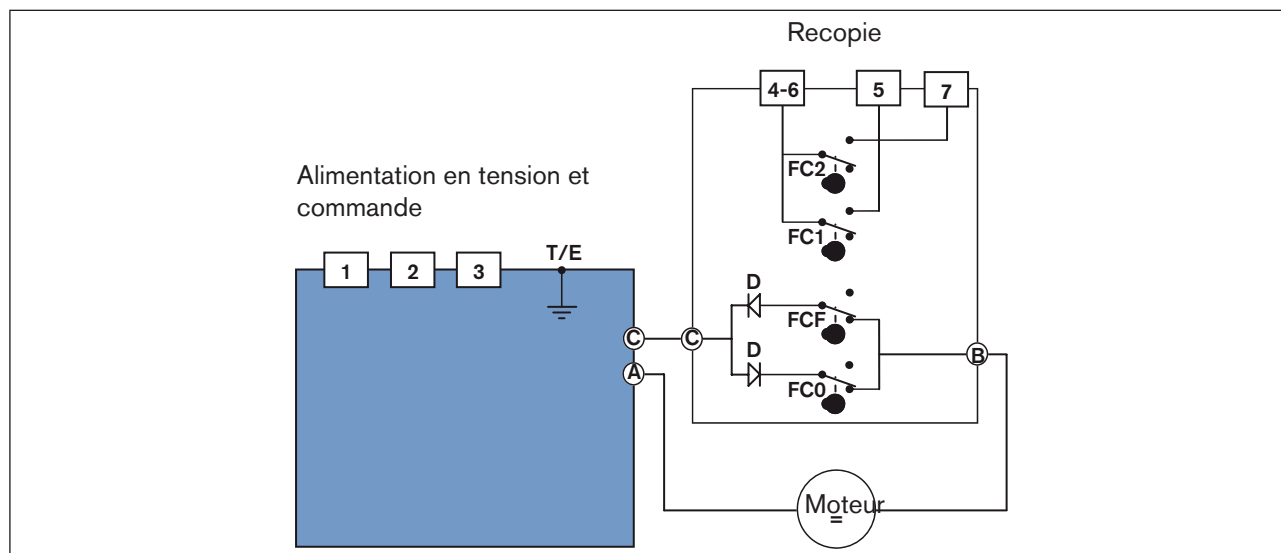 Recopie
4-6 5 7
FC2
Alimentation en tension et
commande
FC1
T/E
1 2 3
D
FCF
C C
D
B
A
FC0
Moteur
=